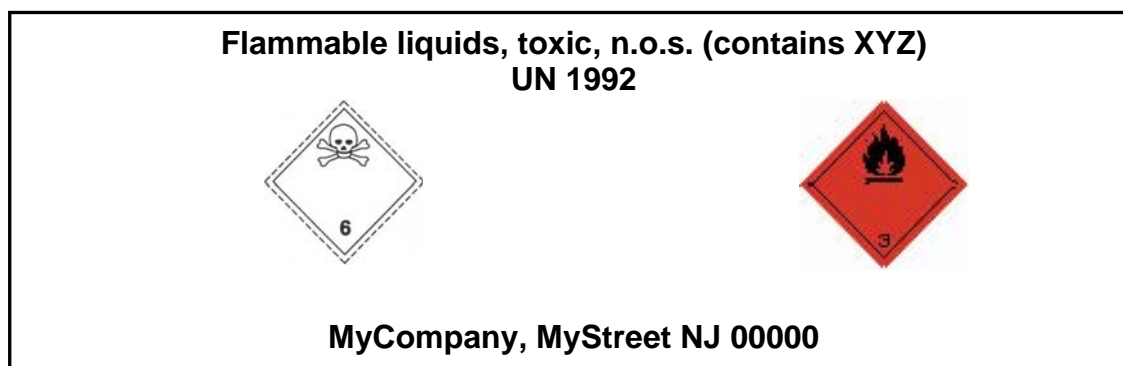 Flammable liquids, toxic, n.o.s. (contains XYZ)
UN 1992
6
3
MyCompany, MyStreet NJ 00000